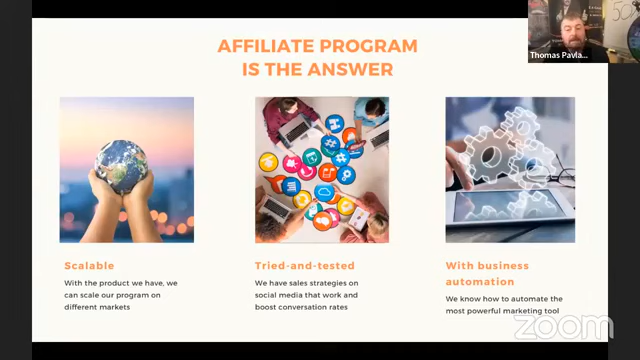 AFFILIATE PROGRAM
IS THE ANSWER
Thomas Pavla...
Scalable
With the product we have, we
can scale our program on
different markets
Tried-and-tested
We have sales strategies on
social media that work and
boost conversation rates
With business
automation
We know how to automate the
most powerful marketing tool
zoom